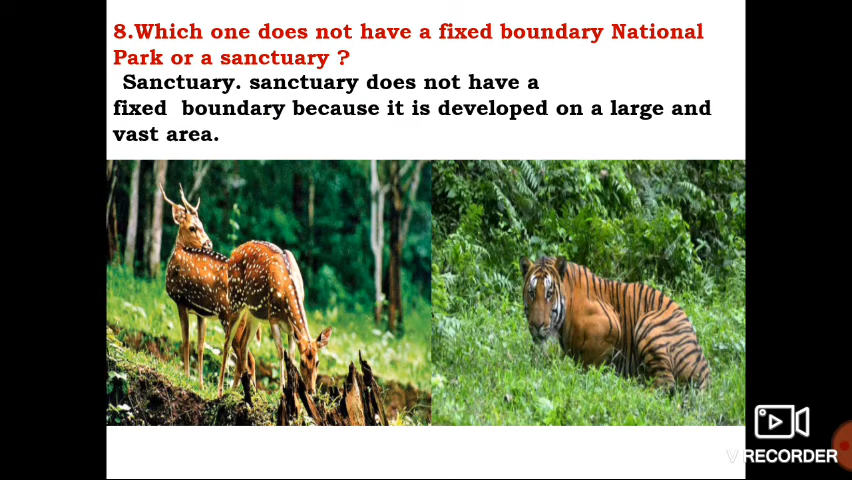 8.Which one does not have a fixed boundary National
Park or a sanctuary ?
Sanctuary. sanctuary does not have a
fixed boundary because it is developed on a large and
vast area.
V RECORDER